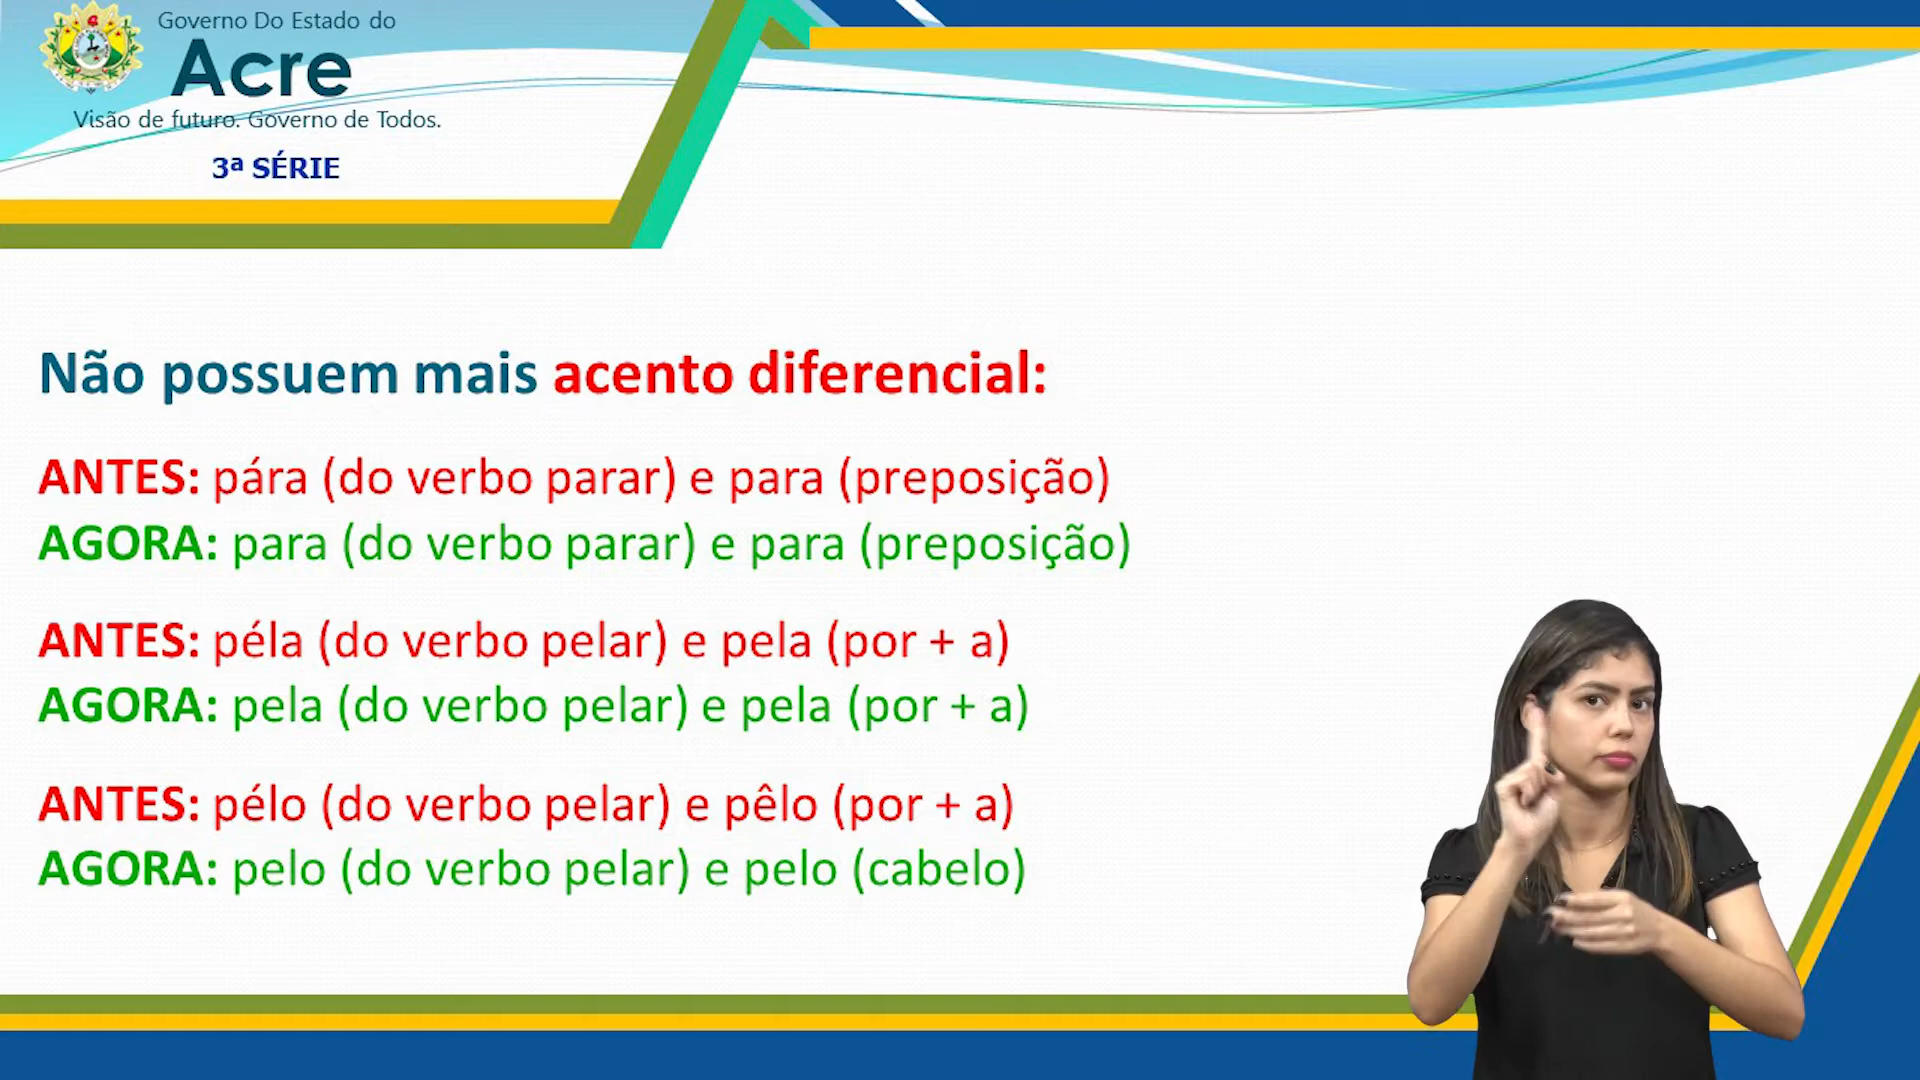 Governo Do Estado do
Acre
Visão de futuro. Governo de Todos.
3ª SÉRIE
Não possuem mais acento diferencial:
ANTES: pára (do verbo parar) e para (preposição)
AGORA: para (do verbo parar) e para (preposição)
ANTES: péla (do verbo pelar) e pela (por + a)
AGORA: pela (do verbo pelar) e pela (por + a)
ANTES: pélo (do verbo pelar) e pêlo (por + a)
AGORA: pelo (do verbo pelar) e pelo (cabelo)